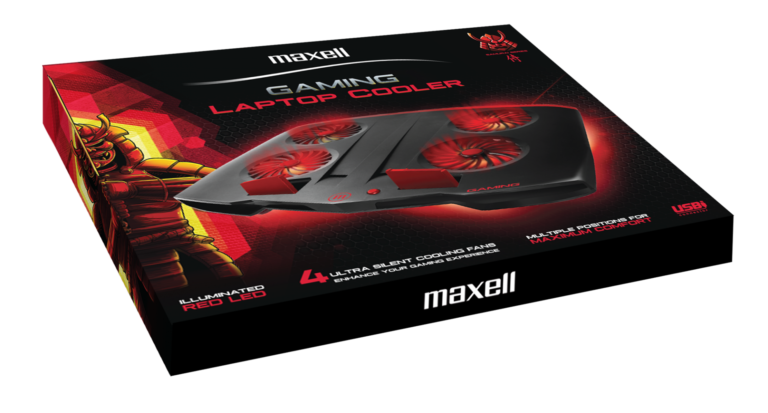 maxell
GAMING
LAPTOP COOLER
侍
GAMING
USB
ILLUMINATED
RED LED
4 ULTRA SILENT COOLING FANS
ENHANCE YOUR GAMING EXPERIENCE
MULTIPLE POSITIONS FOR
MAXIMUM COMFORT
maxell